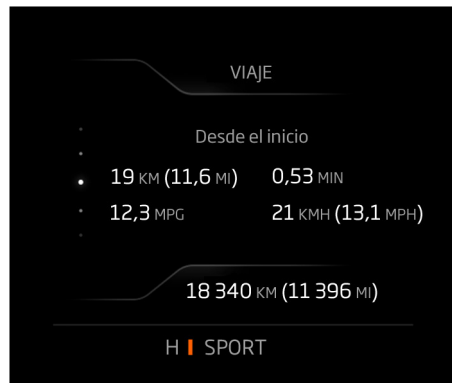 VIAJE
Desde el inicio
19 KM (11,6 MI) 0,53 MIN
12,3 MPG 21 KMH (13,1 MPH)
18 340 KM (11 396 MI)
H SPORT